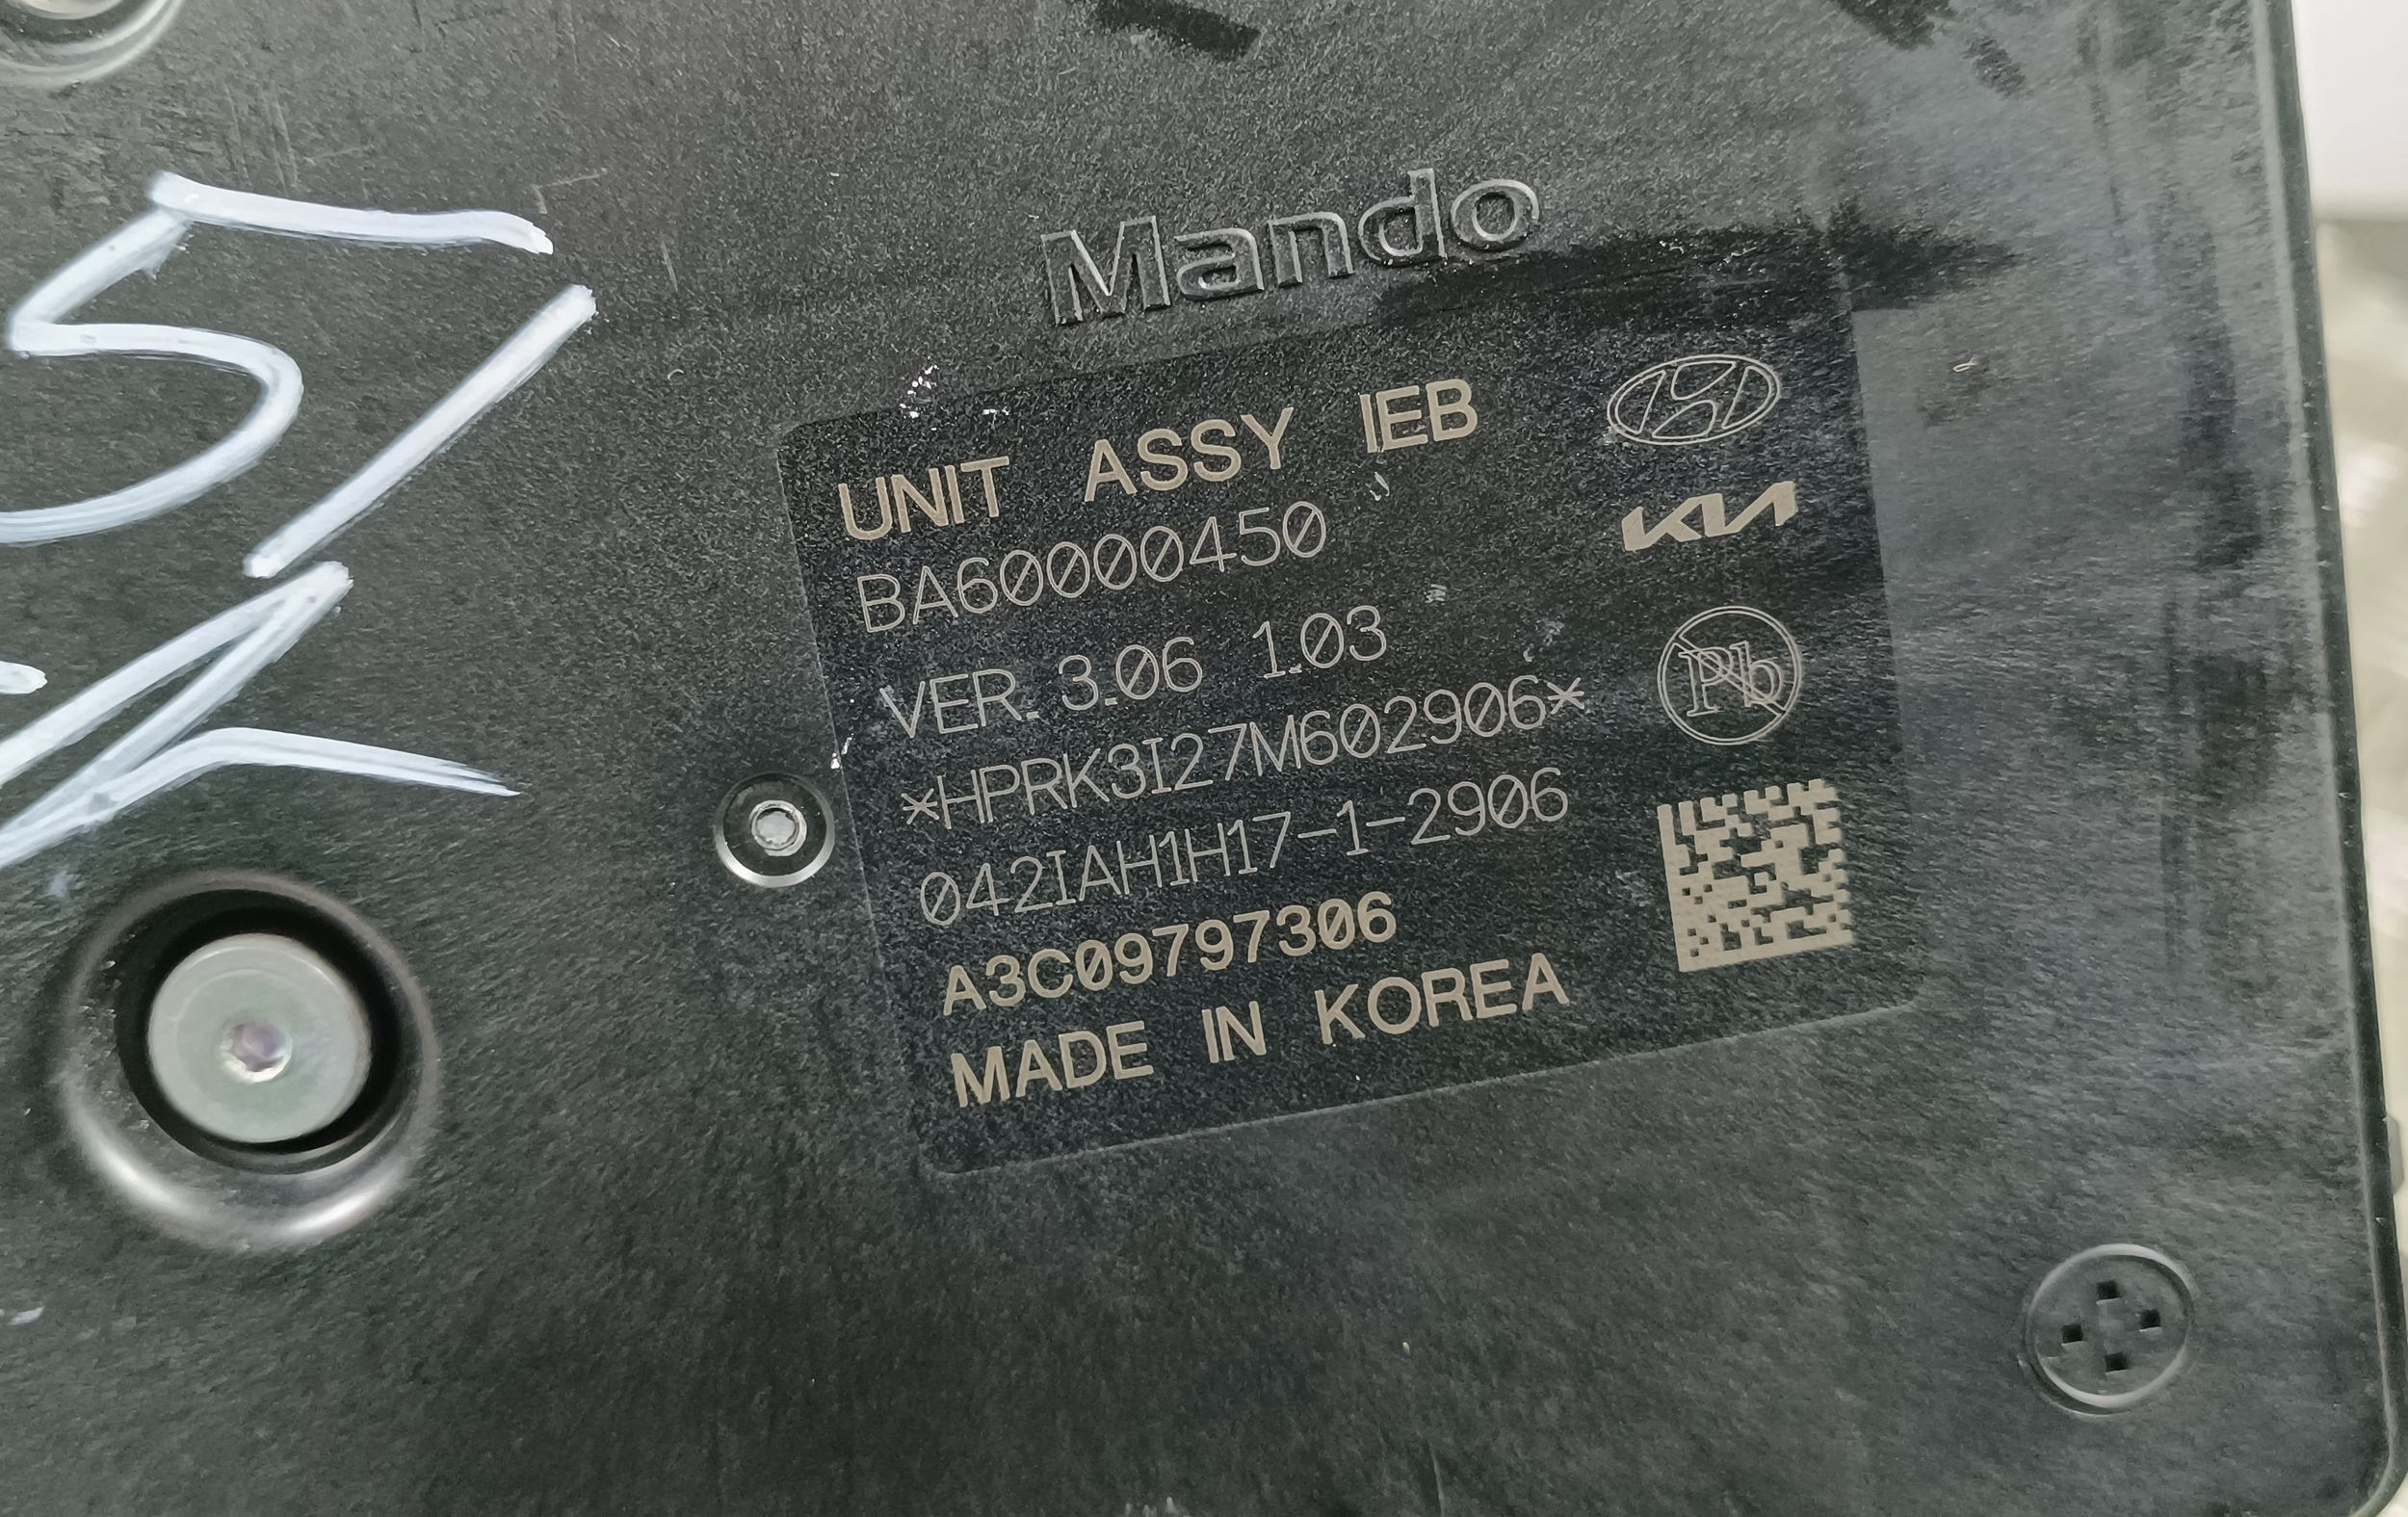 Mando
UNIT ASSY IEB
BA60000450
KIA
VER. 3.06 1.03
Pb
*HPRK3I27M602906*
042IAH1H17-1-2906
A3C09797306
MADE IN KOREA